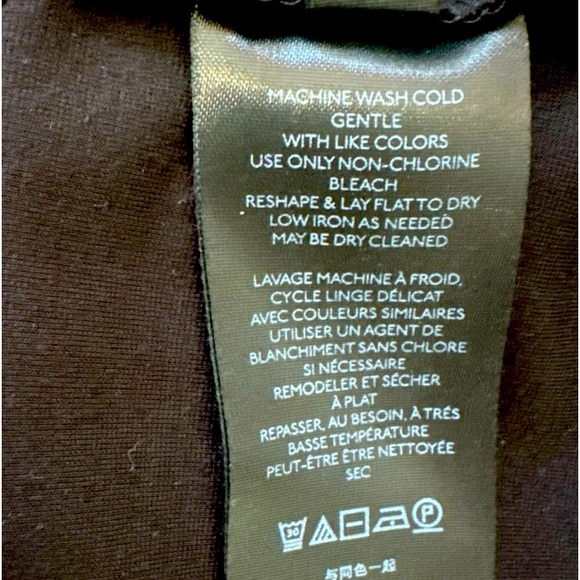 MACHINE WASH COLD
GENTLE
WITH LIKE COLORS
USE ONLY NON-CHLORINE
BLEACH
RESHAPE & LAY FLAT TO DRY
LOW IRON AS NEEDED
MAY BE DRY CLEANED
LAVAGE MACHINE À FROID,
CYCLE LINGE DÉLICAT
AVEC COULEURS SIMILAIRES
UTILISER UN AGENT DE
BLANCHIMENT SANS CHLORE
SI NÉCESSAIRE
REMODELER ET SÉCHER
À PLAT
REPASSER, AU BESOIN, À TRÉS
BASSE TEMPÉRATURE
PEUT-ÊTRE ÊTRE NETTOYÉE
SEC
30 P
与同色一起